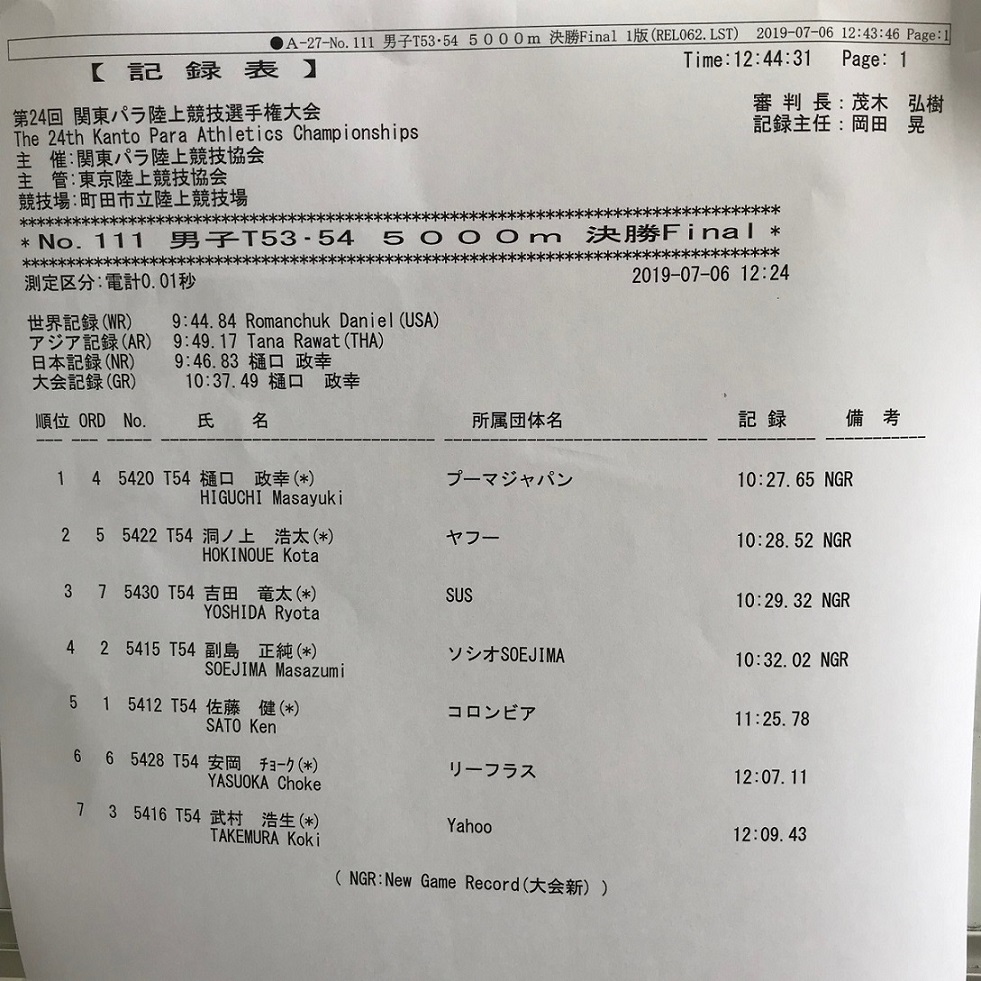 ●A-27-No.111 男子T53・54 ５０００ｍ 決勝Final 1版(REL062.LST) 2019-07-06 12:43:46 Page:1
【 記 録 表 】 Time:12:44:31 Page: 1
第24回 関東パラ陸上競技選手権大会 審 判 長：茂木 弘樹
The 24th Kanto Para Athletics Championships 記録主任：岡田 晃
主 催：関東パラ陸上競技協会
主 管：東京陸上競技協会
競技場：町田市立陸上競技場
*No.111 男子T53・54 ５０００ｍ 決勝Final *
測定区分：電計0.01秒 2019-07-06 12:24
世界記録(WR) 9:44.84 Romanchuk Daniel(USA)
アジア記録(AR) 9:49.17 Tana Rawat(THA)
日本記録(NR) 9:46.83 樋口 政幸
大会記録(GR) 10:37.49 樋口 政幸
順位 ORD No. 氏 名 所属団体名 記 録 備 考
1 4 5420 T54 樋口 政幸(*) プーマジャパン 10:27.65 NGR
HIGUCHI Masayuki
2 5 5422 T54 洞ノ上 浩太(*) ヤフー 10:28.52 NGR
HOKINOUE Kota
3 7 5430 T54 吉田 竜太(*) SUS 10:29.32 NGR
YOSHIDA Ryota
4 2 5415 T54 副島 正純(*) ソシオSOEJIMA 10:32.02 NGR
SOEJIMA Masazumi
5 1 5412 T54 佐藤 健(*) コロンビア 11:25.78
SATO Ken
6 6 5428 T54 安岡 ﾁｮｰｸ(*) リーフラス 12:07.11
YASUOKA Choke
7 3 5416 T54 武村 浩生(*) Yahoo 12:09.43
TAKEMURA Koki
( NGR:New Game Record(大会新) )